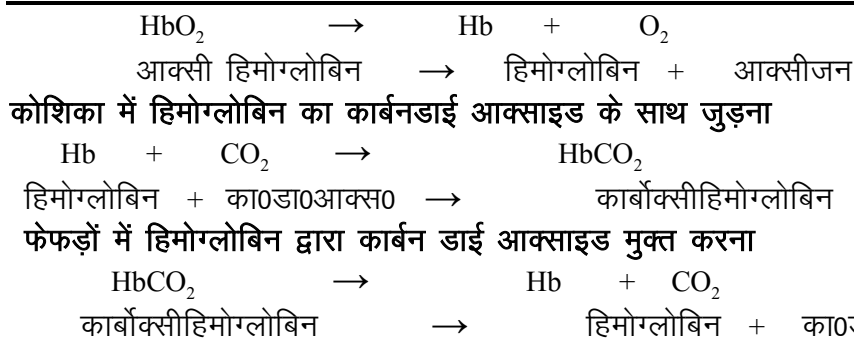 HbO₂ → Hb + O₂
आक्सी हिमोग्लोबिन → हिमोग्लोबिन + आक्सीजन
कोशिका में हिमोग्लोबिन का कार्बनडाई आक्साइड के साथ जुड़ना
Hb + CO₂ → HbCO₂
हिमोग्लोबिन + का0डा0आक्स0 → कार्बोक्सीहिमोग्लोबिन
फेफड़ों में हिमोग्लोबिन द्वारा कार्बन डाई आक्साइड मुक्त करना
HbCO₂ → Hb + CO₂
कार्बोक्सीहिमोग्लोबिन → हिमोग्लोबिन + का0